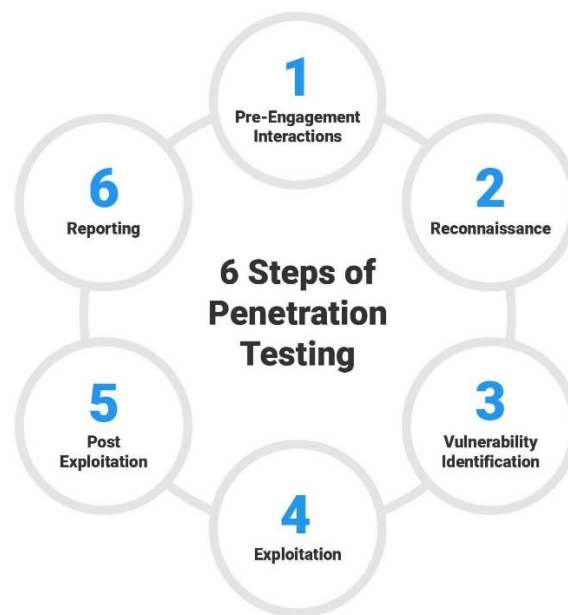 6 Steps of
Penetration
Testing
1
Pre-Engagement
Interactions
2
Reconnaissance
3
Vulnerability
Identification
4
Exploitation
5
Post
Exploitation
6
Reporting